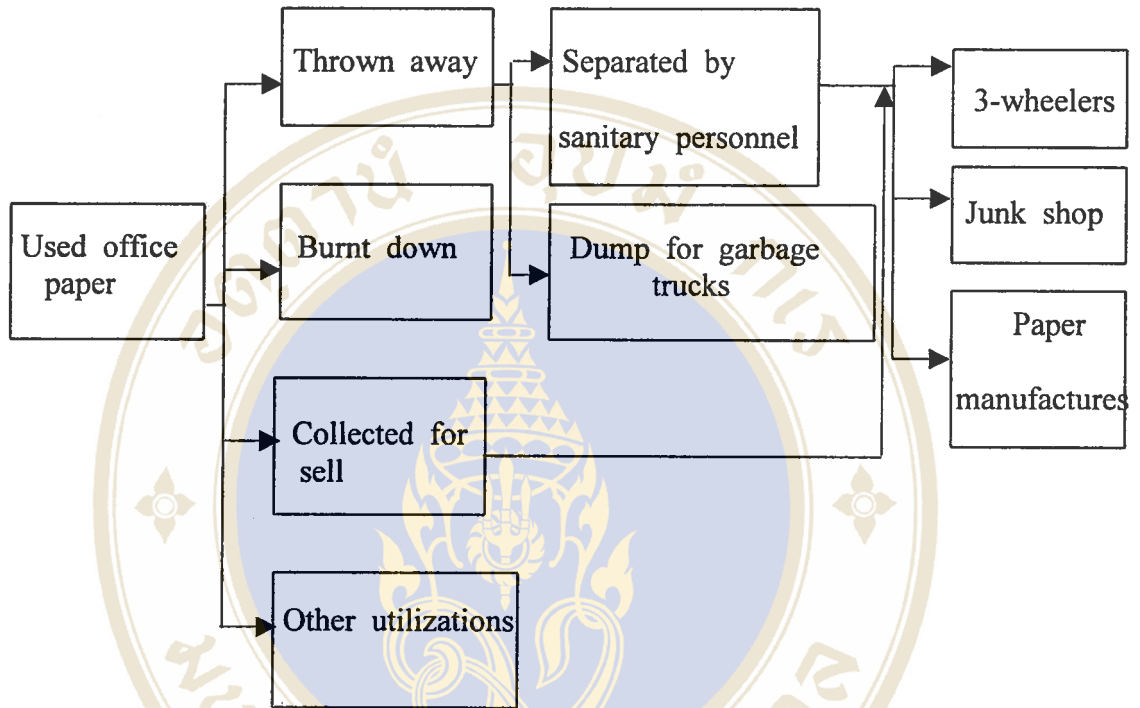 Thrown away
Separated by
sanitary personnel
3-wheelers
Used office
paper
Burnt down
Dump for garbage
trucks
Junk shop
Paper
manufactures
Collected for
sell
Other utilizations